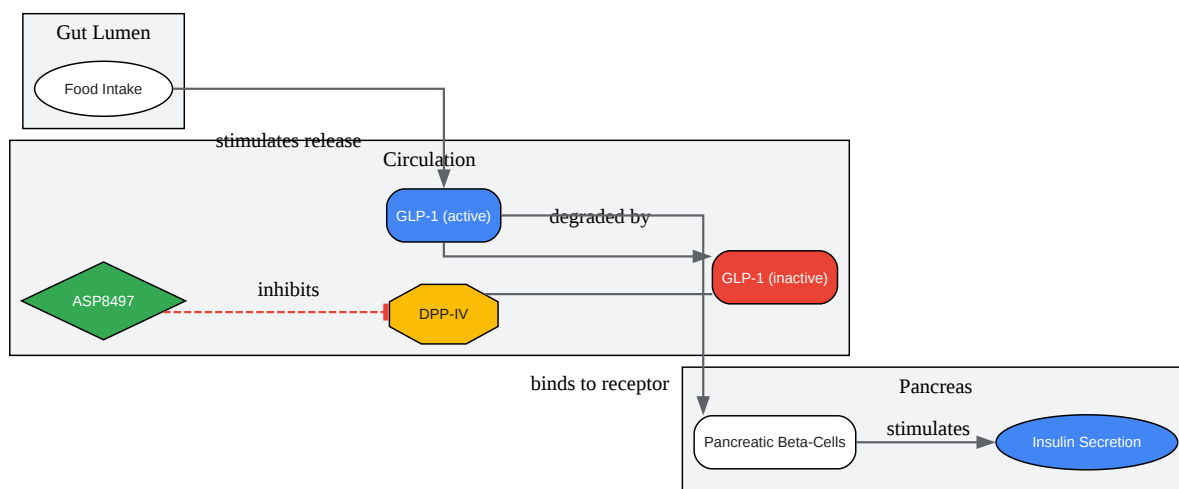 Gut Lumen
Food Intake
stimulates release
Circulation
GLP-1 (active)
degraded by
GLP-1 (inactive)
ASP8497
inhibits
DPP-IV
binds to receptor
Pancreas
Pancreatic Beta-Cells
stimulates
Insulin Secretion